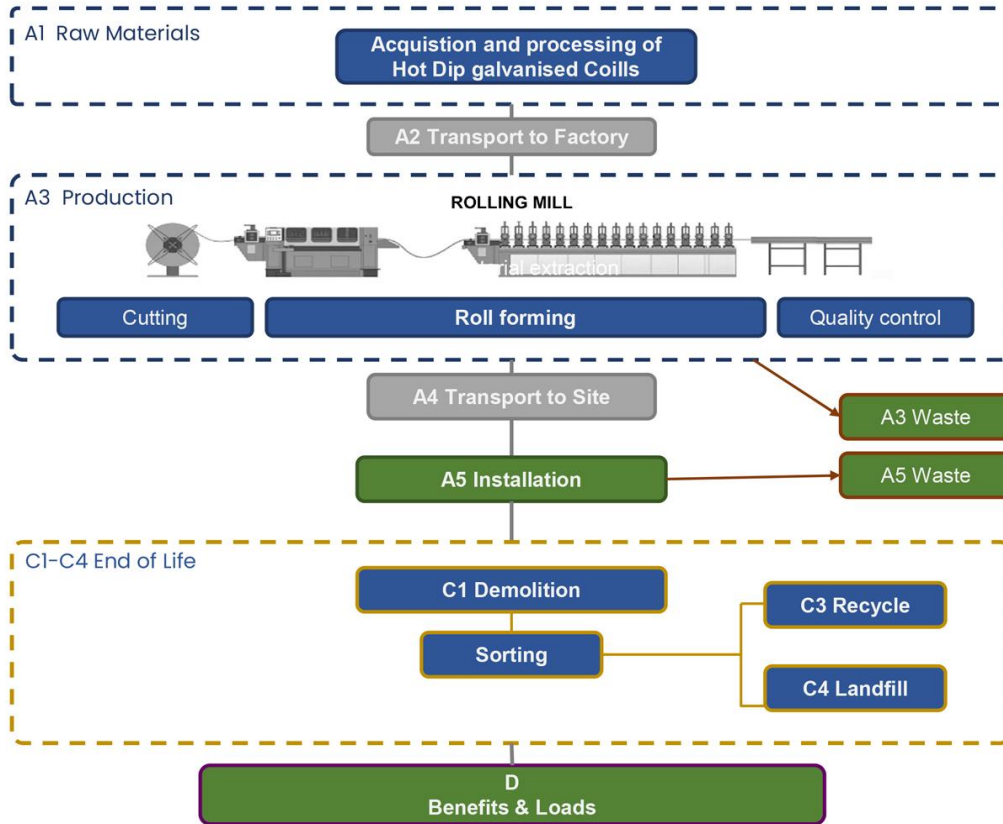 A1 Raw Materials
Acquistion and processing of
Hot Dip galvanised Coills
A2 Transport to Factory
A3 Production
ROLLING MILL
rial extraction
Cutting
Roll forming
Quality control
A4 Transport to Site
A3 Waste
A5 Installation
A5 Waste
C1-C4 End of Life
C1 Demolition
C3 Recycle
Sorting
C4 Landfill
D
Benefits & Loads